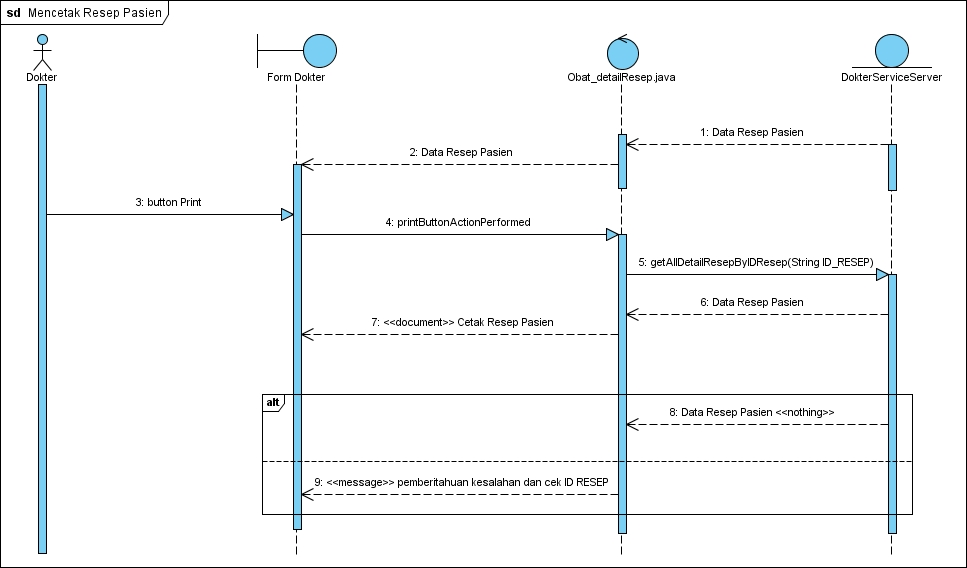 sd Mencetak Resep Pasien
Dokter
Form Dokter
Obat_detailResep.java
DokterServiceServer
1: Data Resep Pasien
2: Data Resep Pasien
3: button Print
4: printButtonActionPerformed
5: getAllDetailResepByIDResep(String ID_RESEP)
6: Data Resep Pasien
7: <<document>> Cetak Resep Pasien
alt
8: Data Resep Pasien <<nothing>>
9: <<message>> pemberitahuan kesalahan dan cek ID RESEP